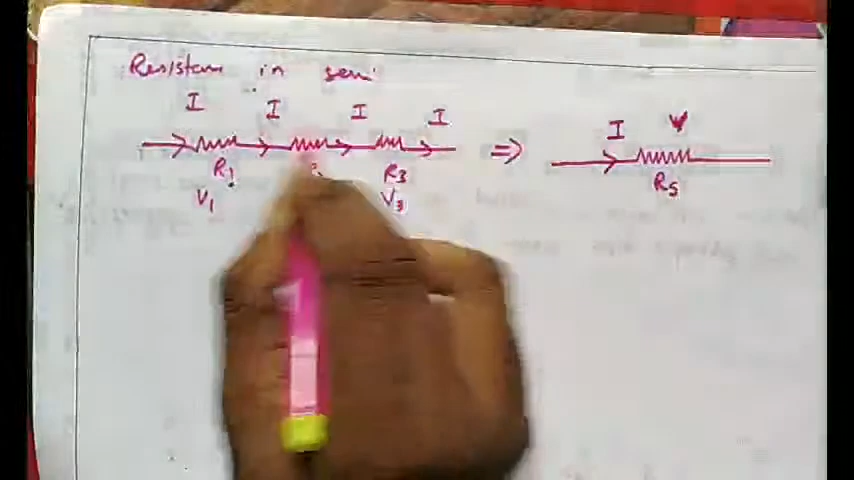 Resistan in seri
I I I I ⇒ I V
R1 R3 Rs
V1 V3